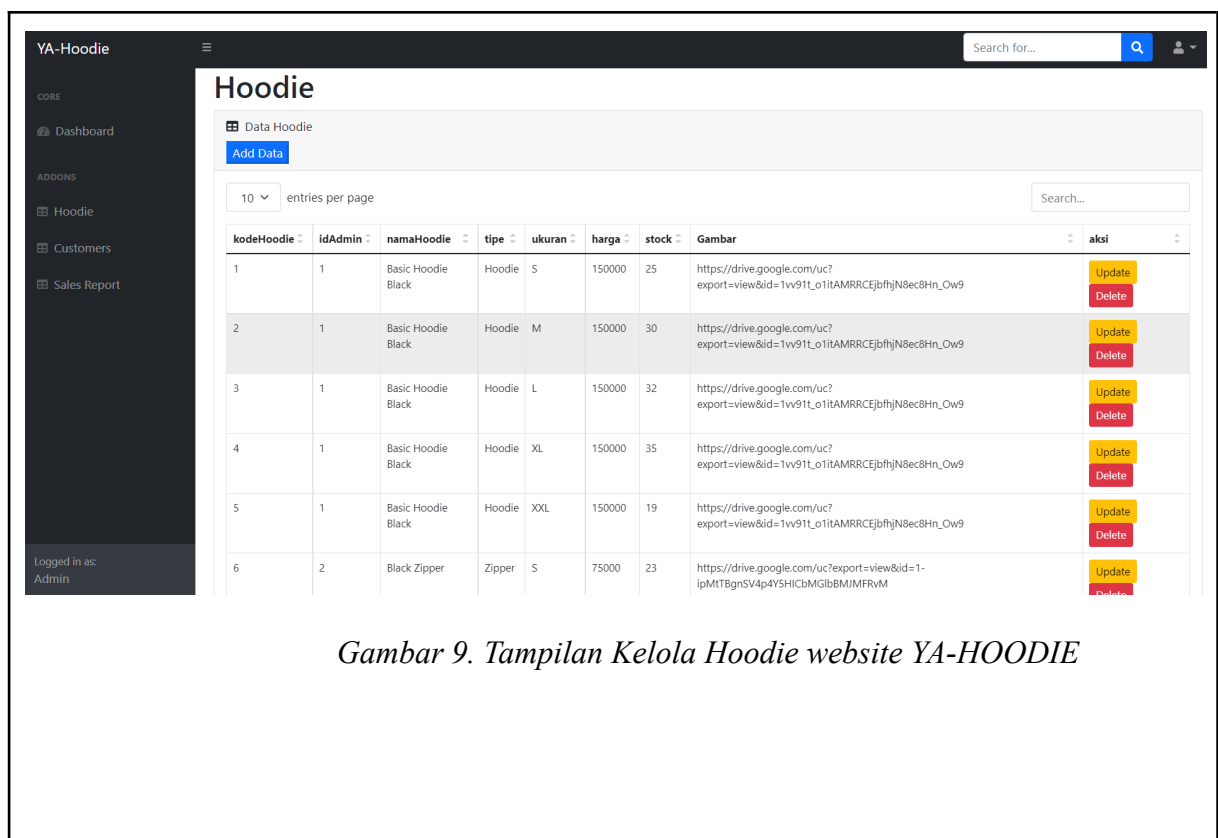 YA-Hoodie
Search for...
CORE
Dashboard
ADDONS
Hoodie
Customers
Sales Report
Logged in as:
Admin
Hoodie
Data Hoodie
Add Data
10 entries per page
Search...
kodeHoodie idAdmin namaHoodie tipe ukuran harga stock Gambar aksi
1 1 Basic Hoodie Hoodie S 150000 25 https://drive.google.com/uc? Update
Black export=view&id=1vv91t_o1itAMRRCEjbfhjN8ec8Hn_Ow9 Delete
2 1 Basic Hoodie Hoodie M 150000 30 https://drive.google.com/uc? Update
Black export=view&id=1vv91t_o1itAMRRCEjbfhjN8ec8Hn_Ow9 Delete
3 1 Basic Hoodie Hoodie L 150000 32 https://drive.google.com/uc? Update
Black export=view&id=1vv91t_o1itAMRRCEjbfhjN8ec8Hn_Ow9 Delete
4 1 Basic Hoodie Hoodie XL 150000 35 https://drive.google.com/uc? Update
Black export=view&id=1vv91t_o1itAMRRCEjbfhjN8ec8Hn_Ow9 Delete
5 1 Basic Hoodie Hoodie XXL 150000 19 https://drive.google.com/uc? Update
Black export=view&id=1vv91t_o1itAMRRCEjbfhjN8ec8Hn_Ow9 Delete
6 2 Black Zipper Zipper S 75000 23 https://drive.google.com/uc?export=view&id=1- Update
ipMtTBgnSV4p4Y5HICbMGlbBMJMFRvM Delete
Gambar 9. Tampilan Kelola Hoodie website YA-HOODIE